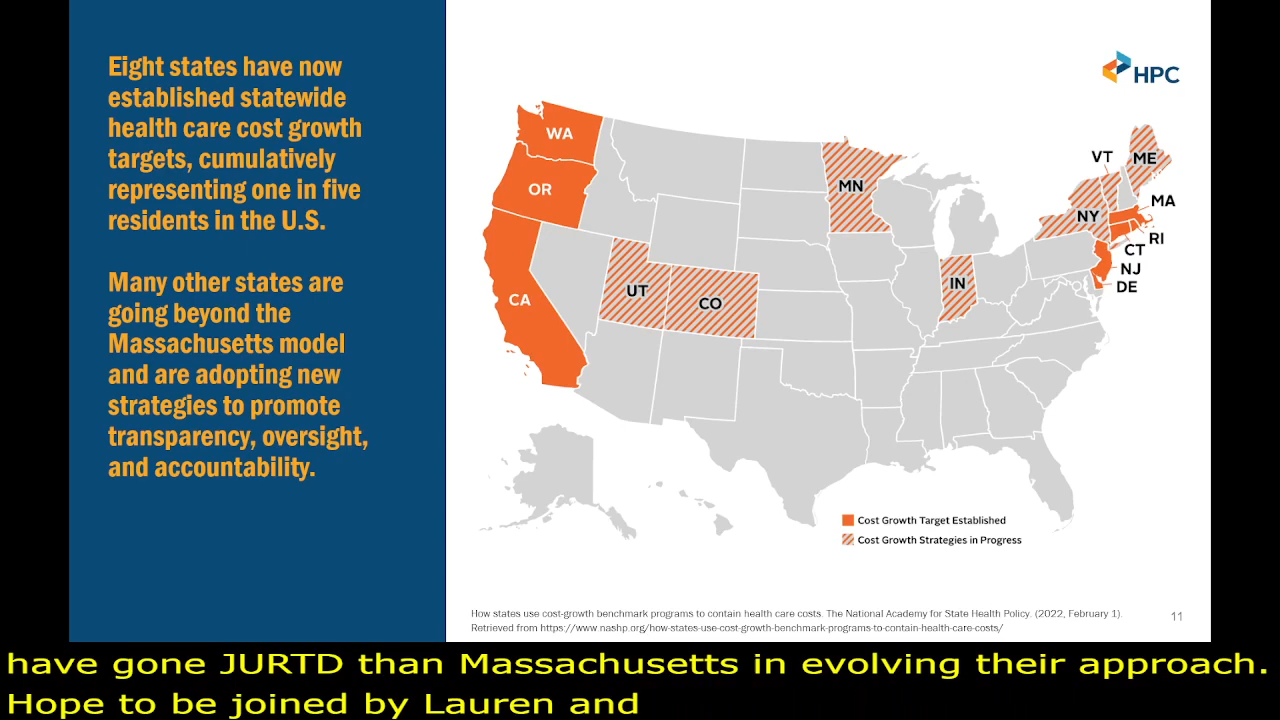 Eight states have now
established statewide
health care cost growth
targets, cumulatively
representing one in five
residents in the U.S.
Many other states are
going beyond the
Massachusetts model
and are adopting new
strategies to promote
transparency, oversight,
and accountability.
HPC
WA
OR
CA
UT
CO
MN
IN
VT
ME
NY
MA
RI
CT
NJ
DE
Cost Growth Target Established
Cost Growth Strategies in Progress
How states use cost-growth benchmark programs to contain health care costs. The National Academy for State Health Policy. (2022, February 1).
Retrieved from https://www.nashp.org/how-states-use-cost-growth-benchmark-programs-to-contain-health-care-costs/
11
have gone JURTD than Massachusetts in evolving their approach.
Hope to be joined by Lauren and